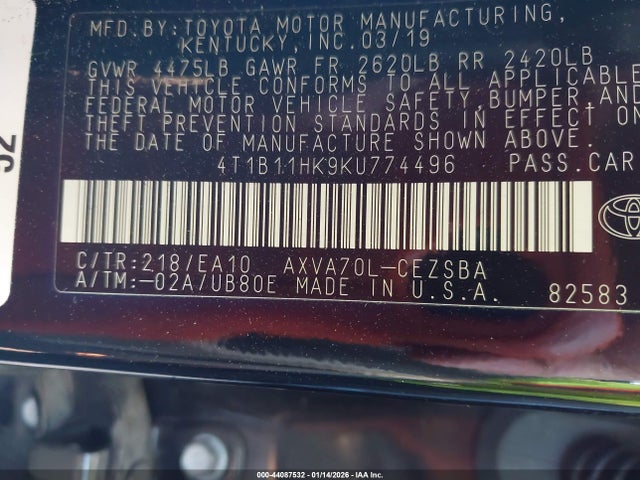 MFD.BY:TOYOTA MOTOR MANUFACTURING,
KENTUCKY,INC.03/19
GVWR 4475LB GAWR FR 2620LB RR 2420LB
THIS VEHICLE CONFORMS TO ALL APPLICABLE
FEDERAL MOTOR VEHICLE SAFETY,BUMPER,AND
THEFT PREVENTION STANDARDS IN EFFECT ON
THE DATE OF MANUFACTURE SHOWN ABOVE.
4T1B11HK9KU774496 PASS.CAR
C/TR:218/EA10 AXVA70L-CEZSBA
A/TM:-02A/UB80E MADE IN U.S.A. 82583
52
000-44087532 — 01/14/2026 — IAA Inc.